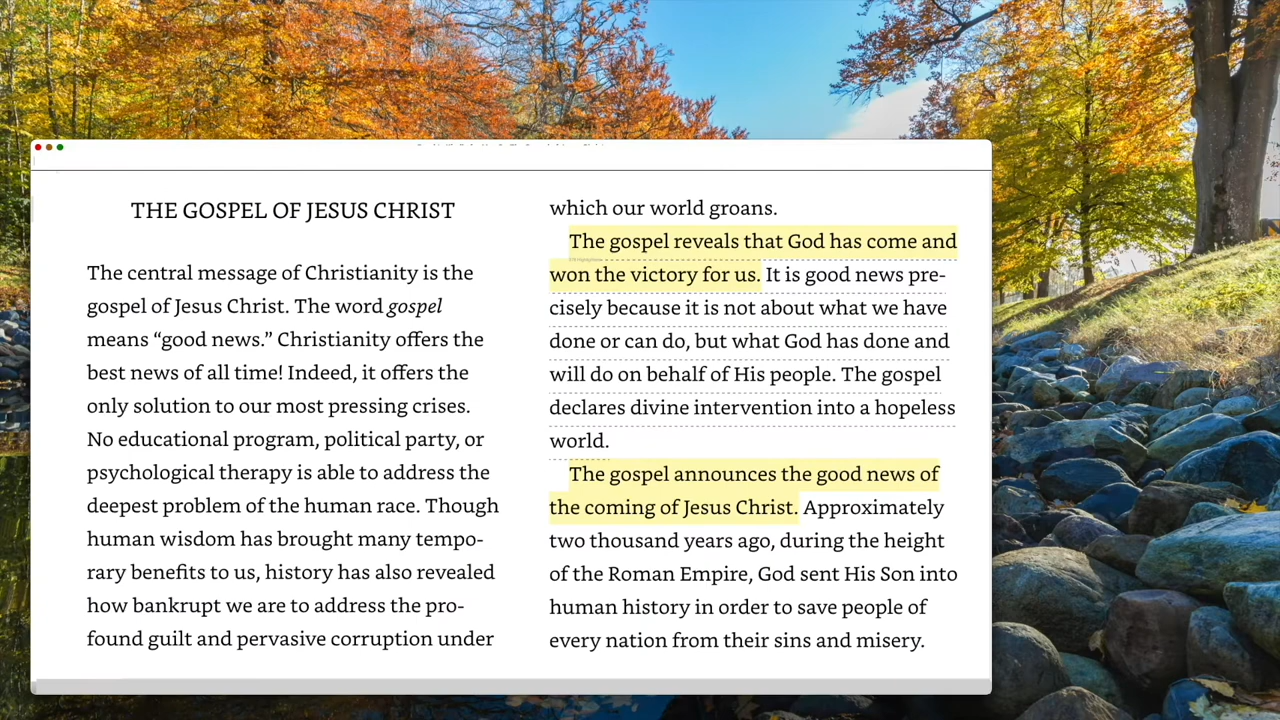 THE GOSPEL OF JESUS CHRIST
The central message of Christianity is the
gospel of Jesus Christ. The word gospel
means “good news.” Christianity offers the
best news of all time! Indeed, it offers the
only solution to our most pressing crises.
No educational program, political party, or
psychological therapy is able to address the
deepest problem of the human race. Though
human wisdom has brought many tempo-
rary benefits to us, history has also revealed
how bankrupt we are to address the pro-
found guilt and pervasive corruption under
which our world groans.
The gospel reveals that God has come and
won the victory for us. It is good news pre-
cisely because it is not about what we have
done or can do, but what God has done and
will do on behalf of His people. The gospel
declares divine intervention into a hopeless
world.
The gospel announces the good news of
the coming of Jesus Christ. Approximately
two thousand years ago, during the height
of the Roman Empire, God sent His Son into
human history in order to save people of
every nation from their sins and misery.